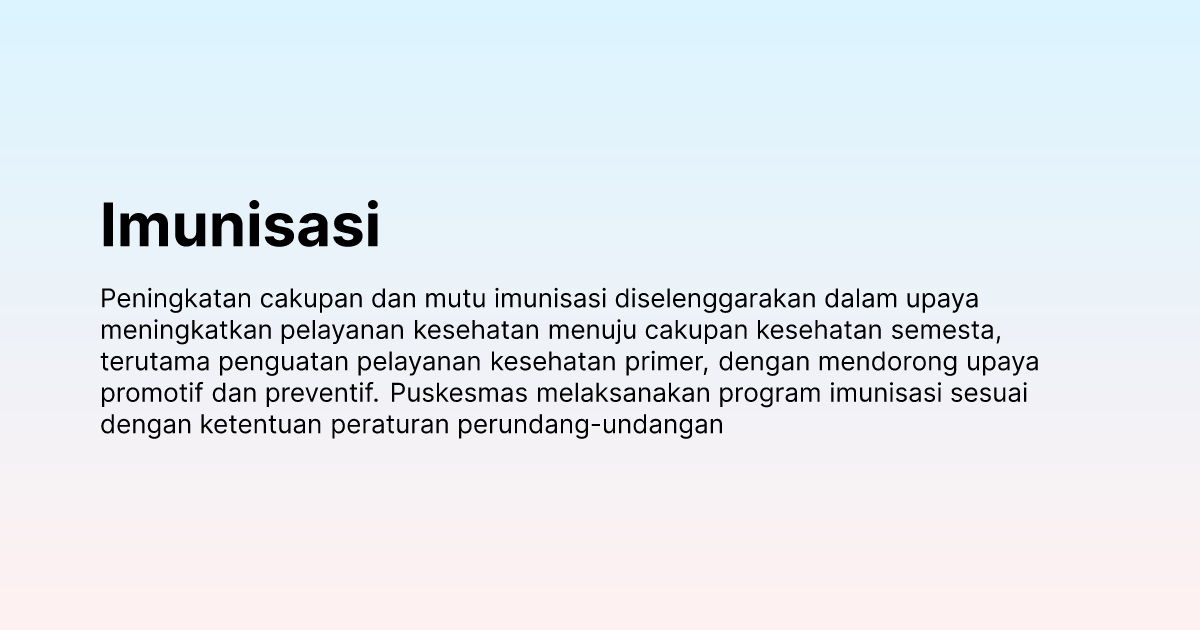 Imunisasi
Peningkatan cakupan dan mutu imunisasi diselenggarakan dalam upaya
meningkatkan pelayanan kesehatan menuju cakupan kesehatan semesta,
terutama penguatan pelayanan kesehatan primer, dengan mendorong upaya
promotif dan preventif. Puskesmas melaksanakan program imunisasi sesuai
dengan ketentuan peraturan perundang-undangan